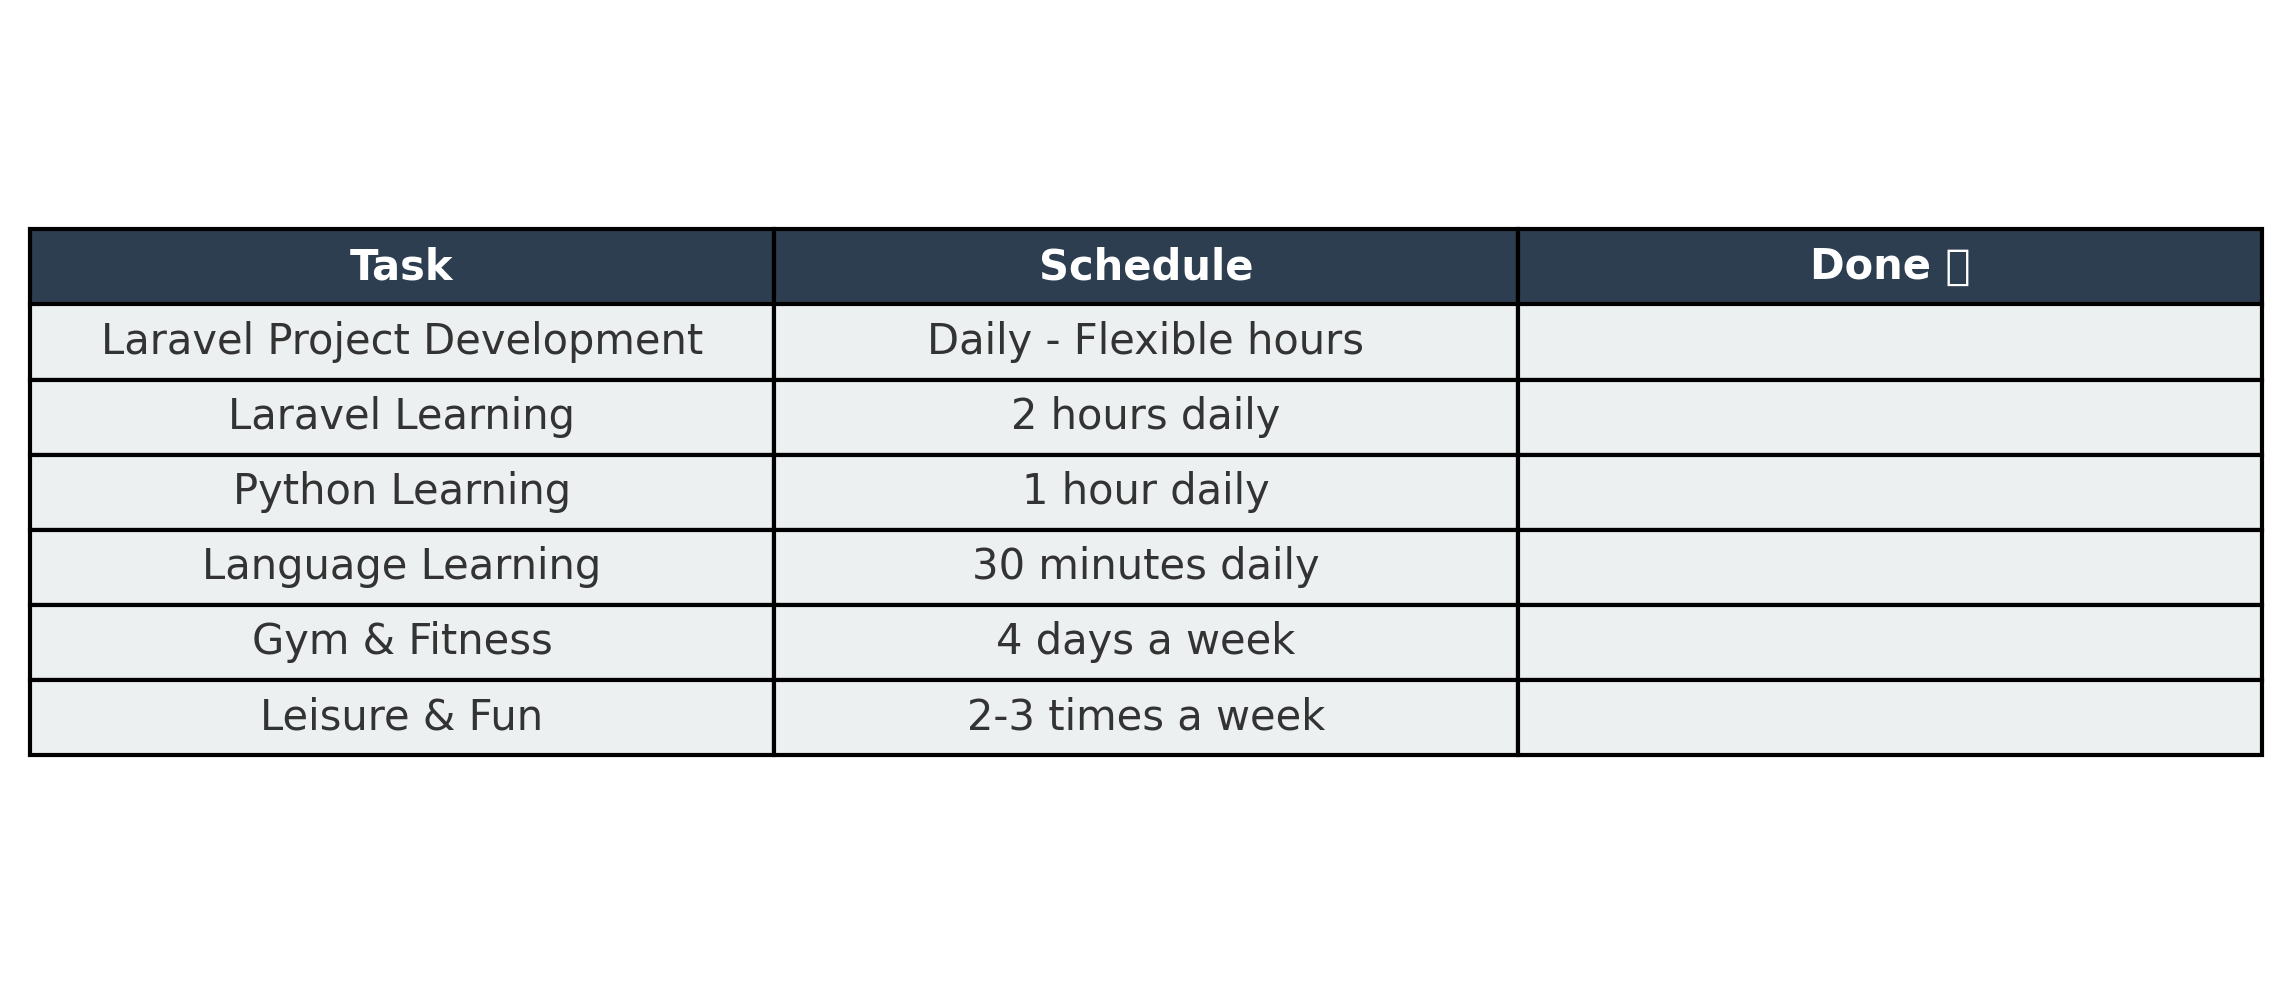 Task Schedule Done
Laravel Project Development Daily - Flexible hours
Laravel Learning 2 hours daily
Python Learning 1 hour daily
Language Learning 30 minutes daily
Gym & Fitness 4 days a week
Leisure & Fun 2-3 times a week